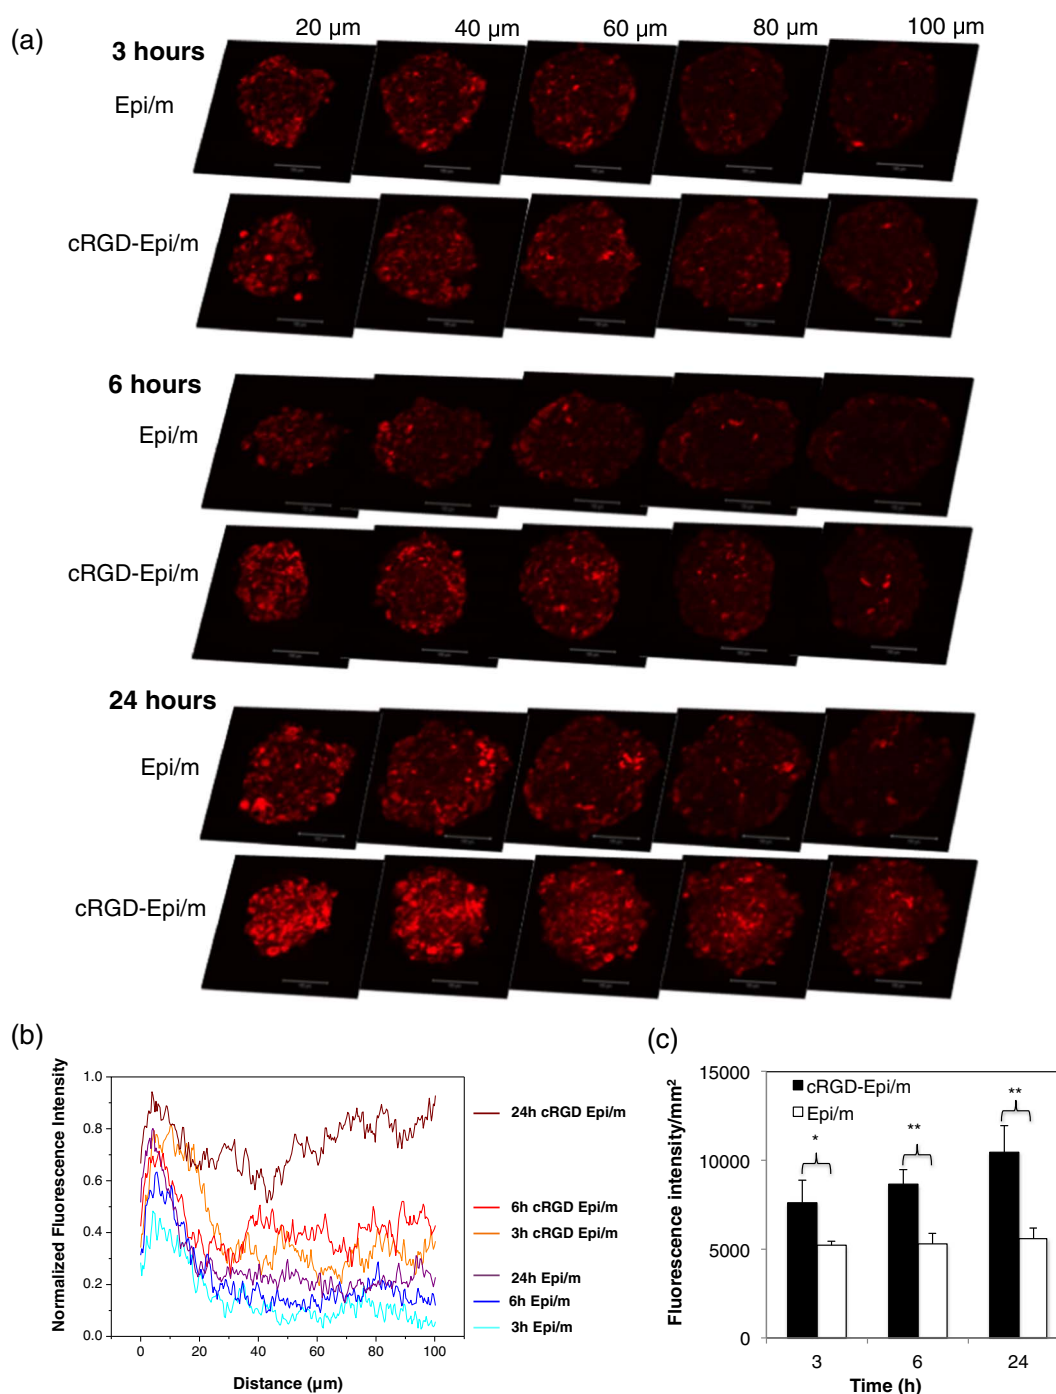 (a)
20 µm 40 µm 60 µm 80 µm 100 µm
3 hours
Epi/m
cRGD-Epi/m
6 hours
Epi/m
cRGD-Epi/m
24 hours
Epi/m
cRGD-Epi/m
(b)
Normalized Fluorescence Intensity
1.0
0.8
0.6
0.4
0.2
0.0
0 20 40 60 80 100
Distance (µm)
24h cRGD Epi/m
6h cRGD Epi/m
3h cRGD Epi/m
24h Epi/m
6h Epi/m
3h Epi/m
(c)
Fluorescence intensity/mm²
15000
10000
5000
0
cRGD-Epi/m
Epi/m
*
**
**
3 6 24
Time (h)